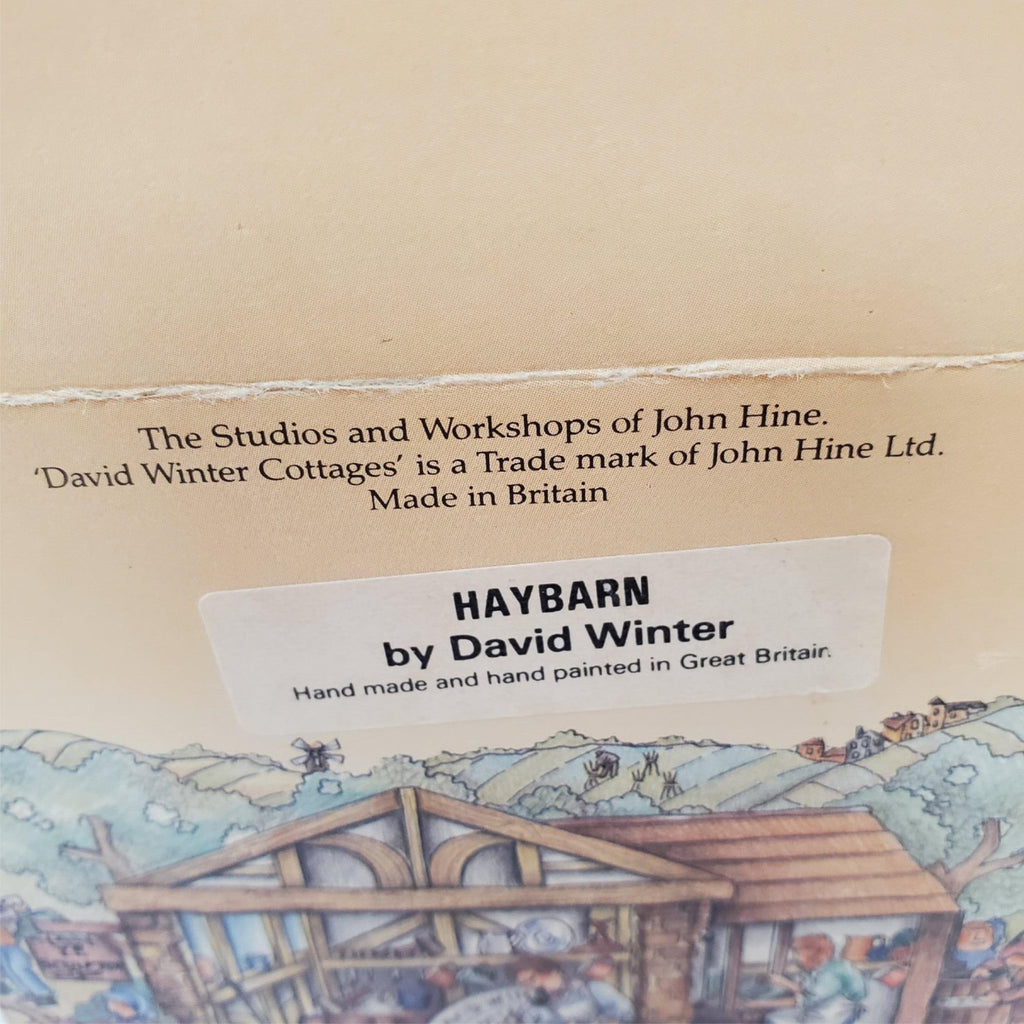 The Studios and Workshops of John Hine.
'David Winter Cottages' is a Trade mark of John Hine Ltd.
Made in Britain
HAYBARN
by David Winter
Hand made and hand painted in Great Britain.